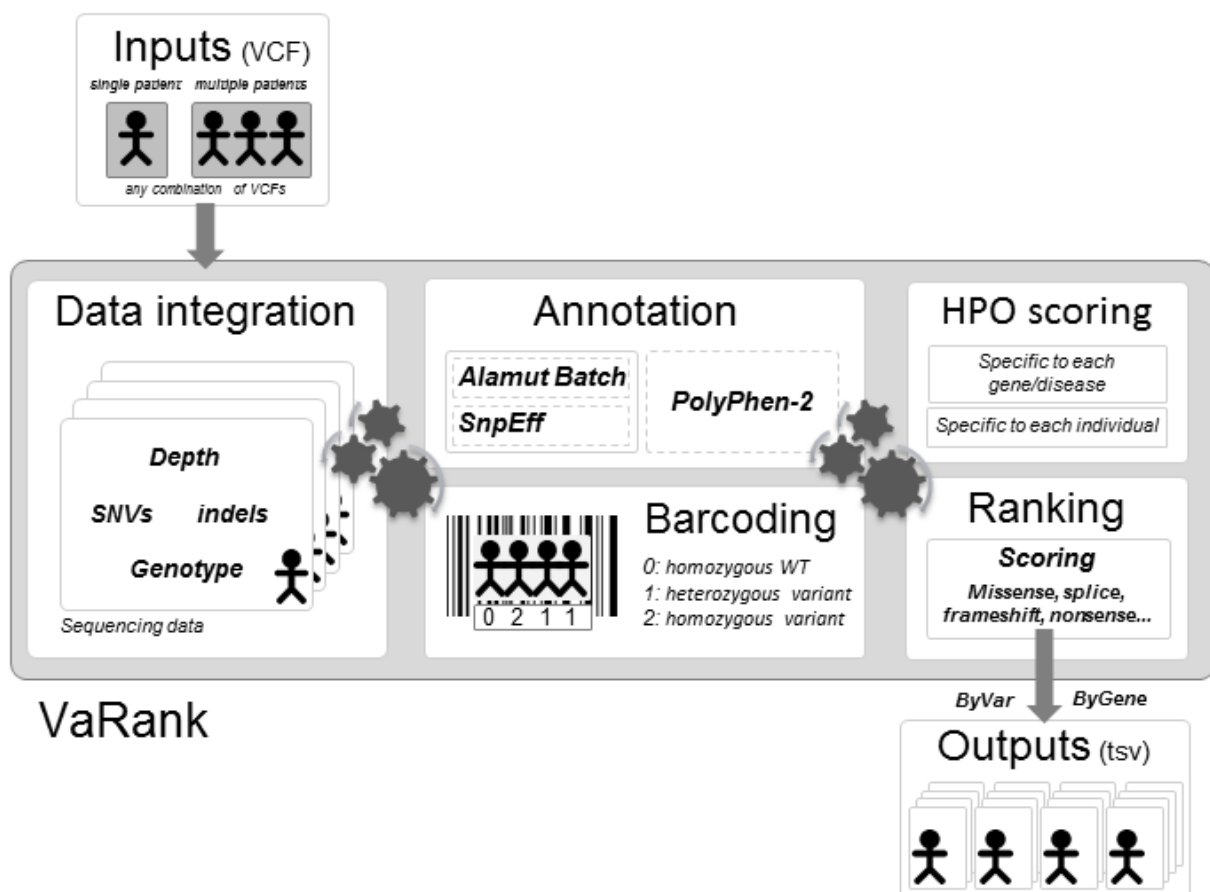 Inputs (VCF)
single patient multiple patients
any combination of VCFs
Data integration
Depth
SNVs indels
Genotype
Sequencing data
Annotation
Alamut Batch
SnpEff
PolyPhen-2
Barcoding
0: homozygous WT
1: heterozygous variant
2: homozygous variant
0 2 1 1
HPO scoring
Specific to each
gene/disease
Specific to each individual
Ranking
Scoring
Missense, splice,
frameshift, nonsense...
VaRank
ByVar ByGene
Outputs (tsv)